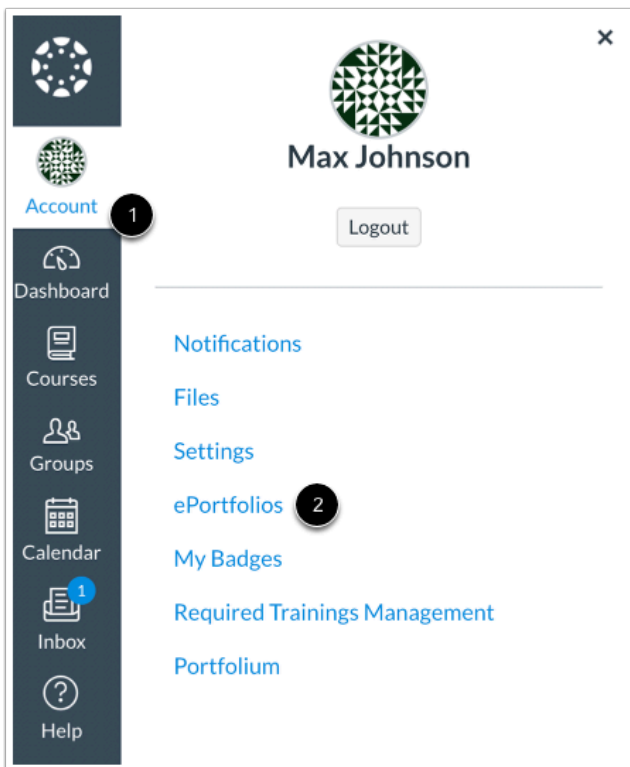 Account
1
Dashboard
Courses
Groups
Calendar
1
Inbox
Help
×
Max Johnson
Logout
Notifications
Files
Settings
ePortfolios 2
My Badges
Required Trainings Management
Portfolium